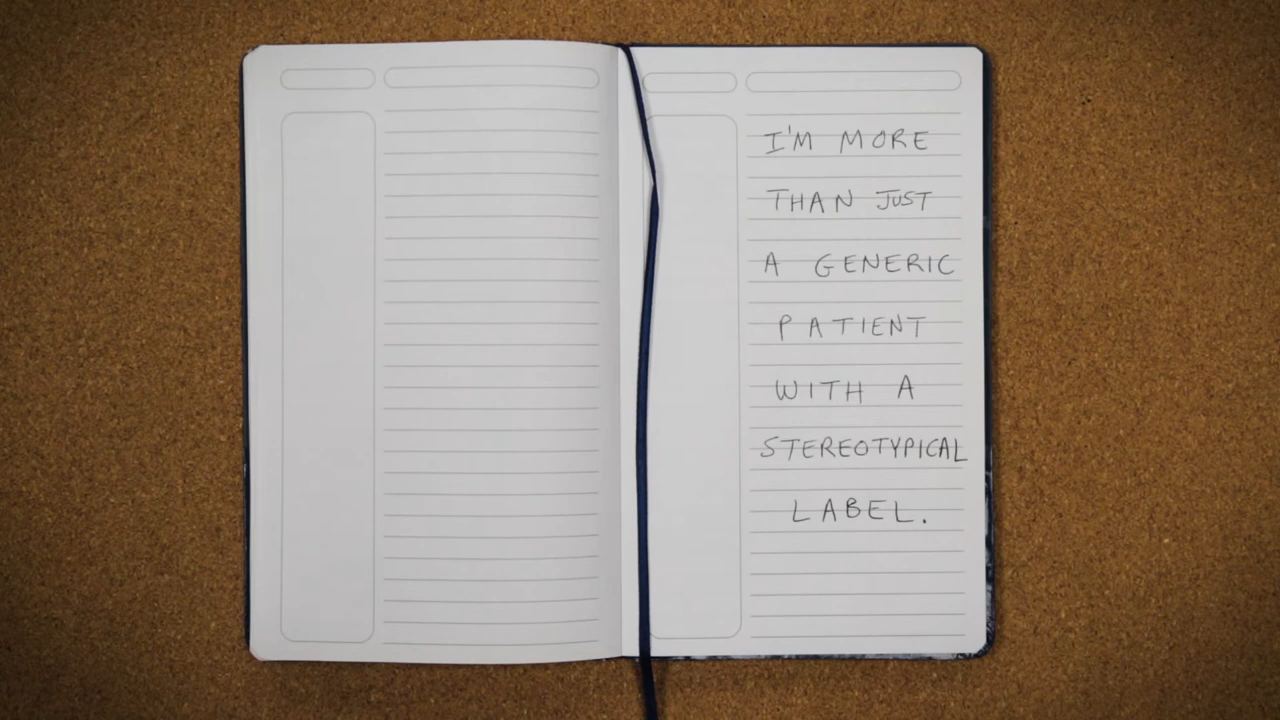 I'M MORE
THAN JUST
A GENERIC
PATIENT
WITH A
STEREOTYPICAL
LABEL.